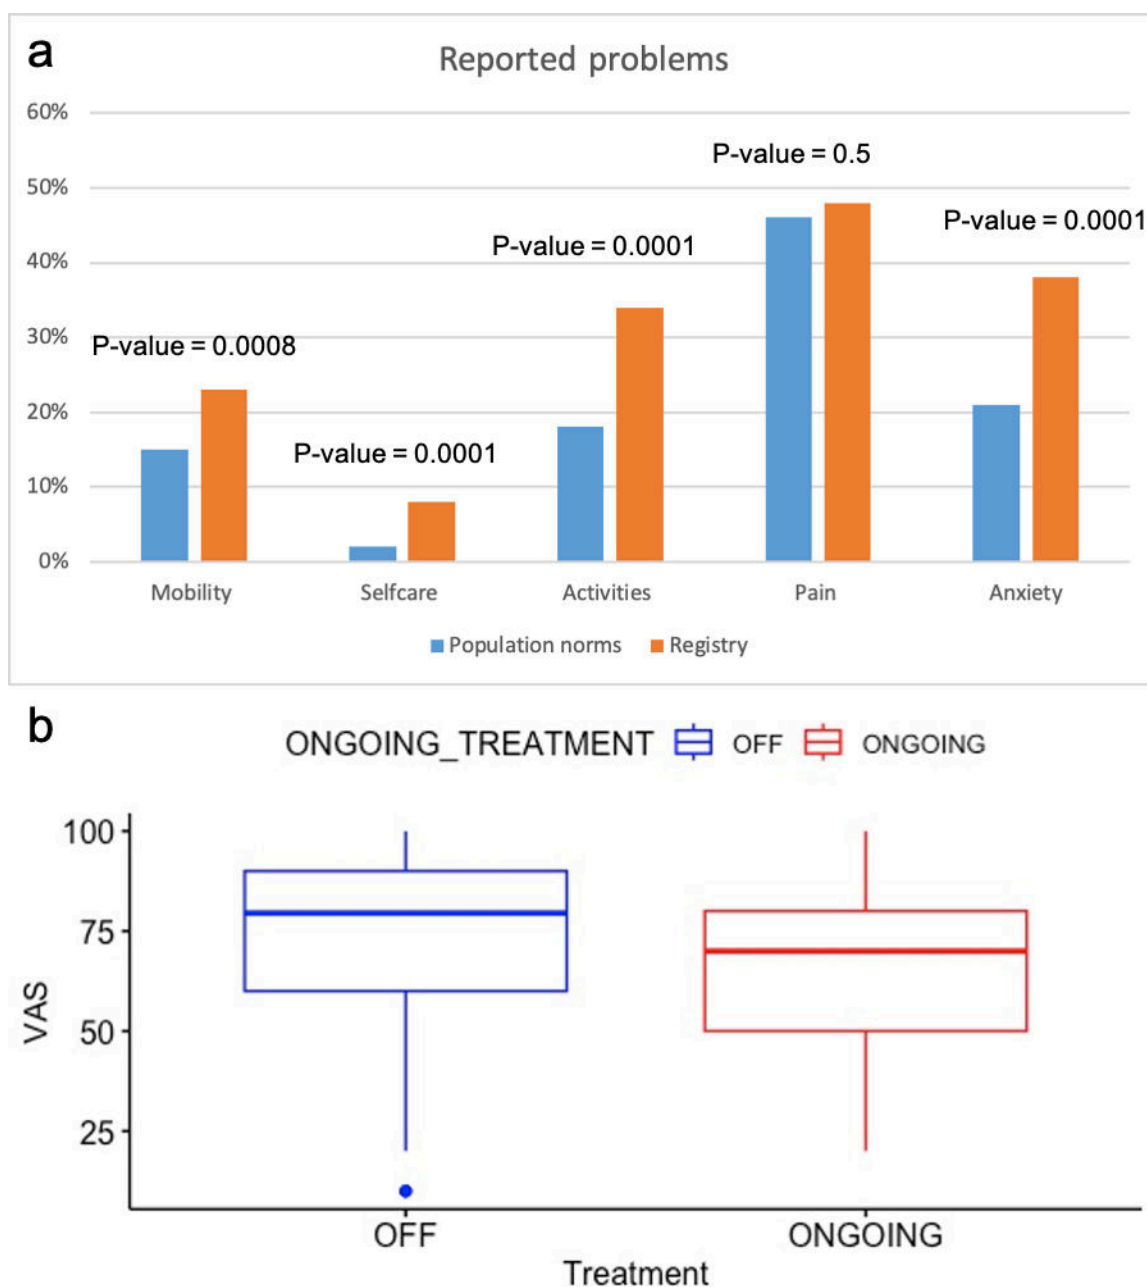 a
Reported problems
60%
P-value = 0.5
50%
P-value = 0.0001
P-value = 0.0001
40%
P-value = 0.0008
30%
20%
P-value = 0.0001
10%
0%
Mobility Selfcare Activities Pain Anxiety
Population norms Registry
b
ONGOING_TREATMENT OFF ONGOING
100
75
VAS
50
25
OFF ONGOING
Treatment